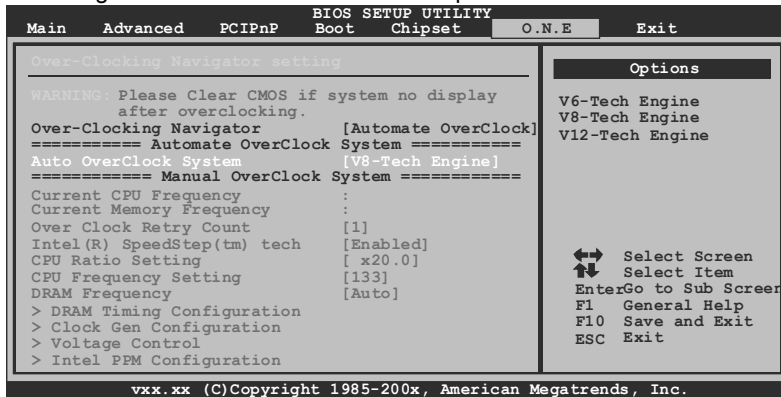 BIOS SETUP UTILITY
Main Advanced PCIPnP Boot Chipset O.N.E Exit
Over-Clocking Navigator setting
WARNING: Please Clear CMOS if system no display
after overclocking.
Over-Clocking Navigator [Automate OverClock]
=========== Automate OverClock System ===========
Auto OverClock System [V8-Tech Engine]
============ Manual OverClock System ============
Current CPU Frequency :
Current Memory Frequency :
Over Clock Retry Count [1]
Intel(R) SpeedStep(tm) tech [Enabled]
CPU Ratio Setting [ x20.0]
CPU Frequency Setting [133]
DRAM Frequency [Auto]
> DRAM Timing Configuration
> Clock Gen Configuration
> Voltage Control
> Intel PPM Configuration
Options
V6-Tech Engine
V8-Tech Engine
V12-Tech Engine
Select Screen
Select Item
EnterGo to Sub Screen
F1 General Help
F10 Save and Exit
ESC Exit
vxx.xx (C)Copyright 1985-200x, American Megatrends, Inc.